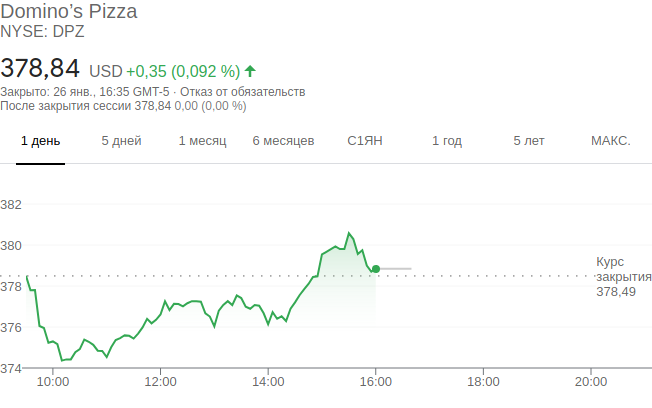 Domino’s Pizza
NYSE: DPZ
378,84 USD +0,35 (0,092 %)
Закрыто: 26 янв., 16:35 GMT-5 · Отказ от обязательств
После закрытия сессии 378,84 0,00 (0,00 %)
1 день 5 дней 1 месяц 6 месяцев С1ЯН 1 год 5 лет МАКС.
382
380
Курс
закрытия
378,49
378
376
374
10:00 12:00 14:00 16:00 18:00 20:00